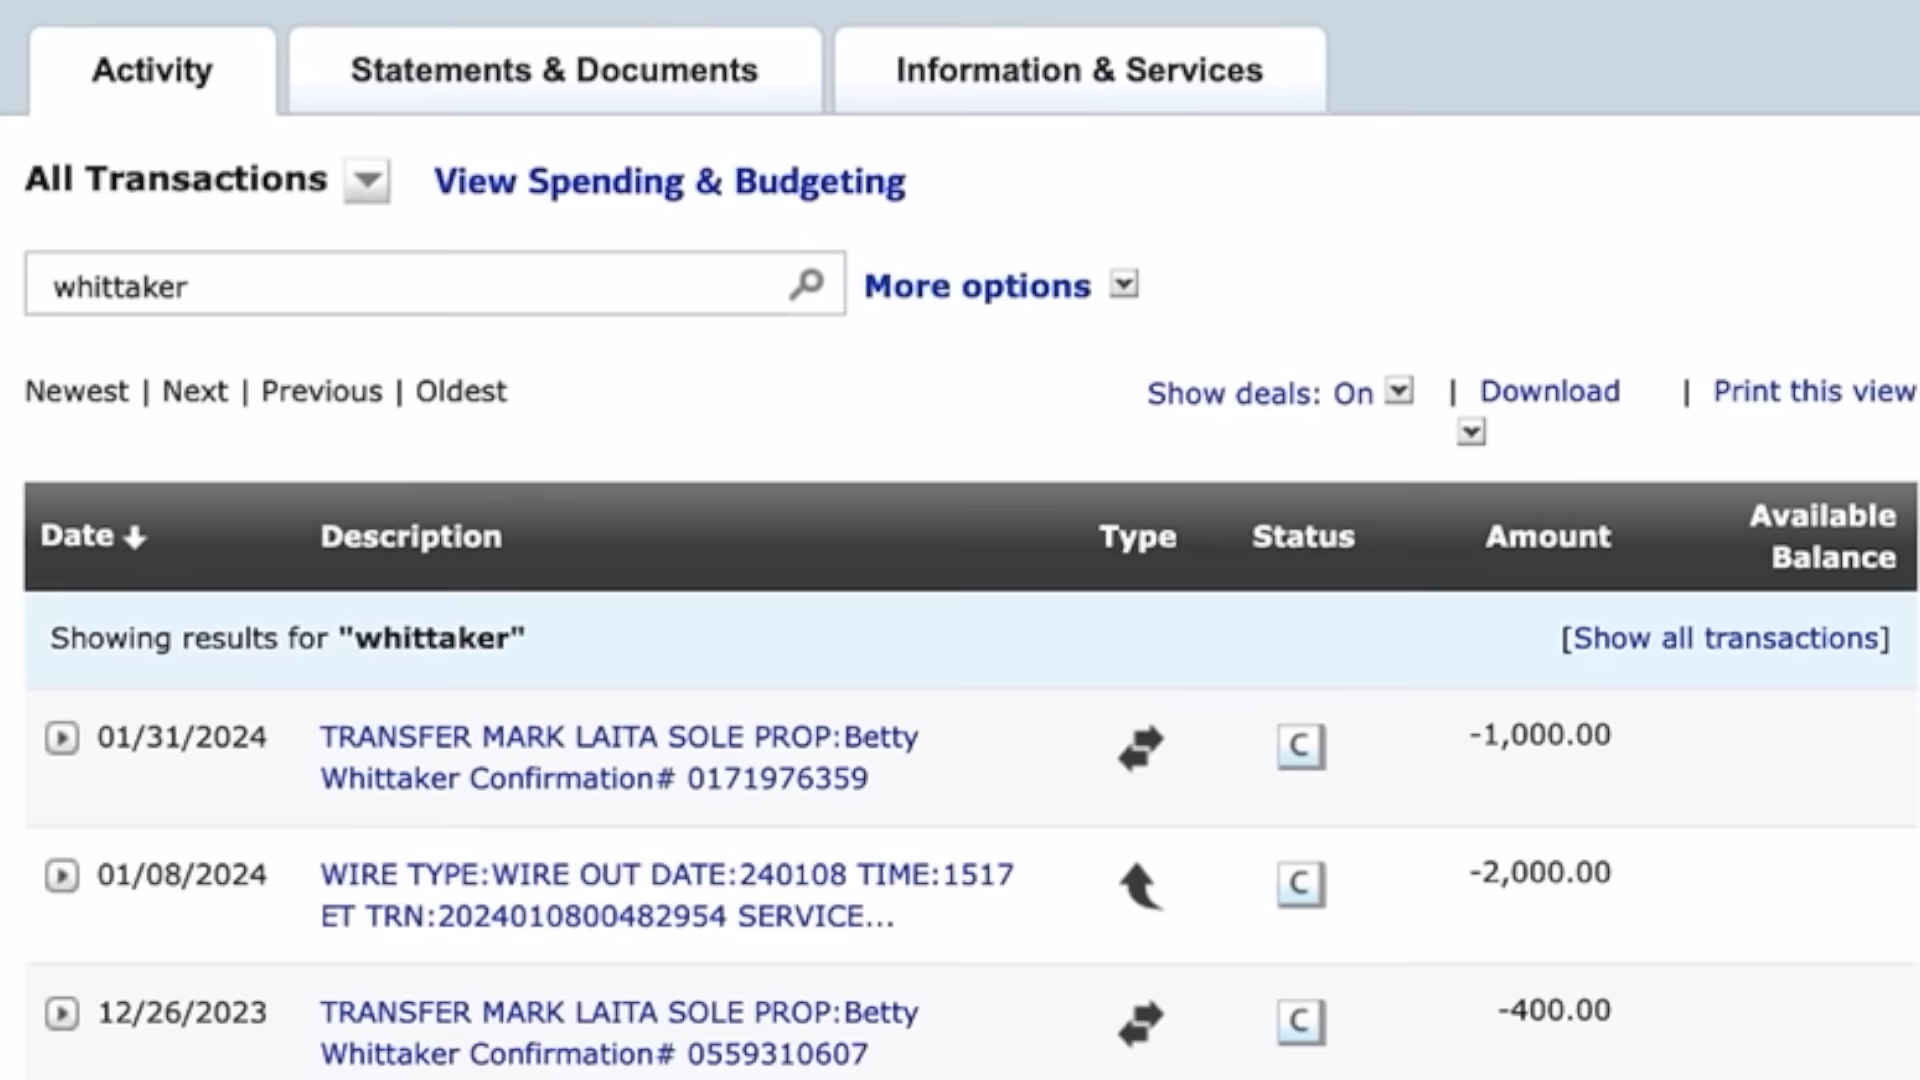 Activity
Statements & Documents
Information & Services
All Transactions
View Spending & Budgeting
whittaker
More options
Newest | Next | Previous | Oldest
Show deals: On | Download | Print this view
Date
Description
Type
Status
Amount
Available
Balance
Showing results for "whittaker"
[Show all transactions]
01/31/2024
TRANSFER MARK LAITA SOLE PROP:Betty
Whittaker Confirmation# 0171976359
C
-1,000.00
01/08/2024
WIRE TYPE:WIRE OUT DATE:240108 TIME:1517
ET TRN:2024010800482954 SERVICE...
C
-2,000.00
12/26/2023
TRANSFER MARK LAITA SOLE PROP:Betty
Whittaker Confirmation# 0559310607
C
-400.00